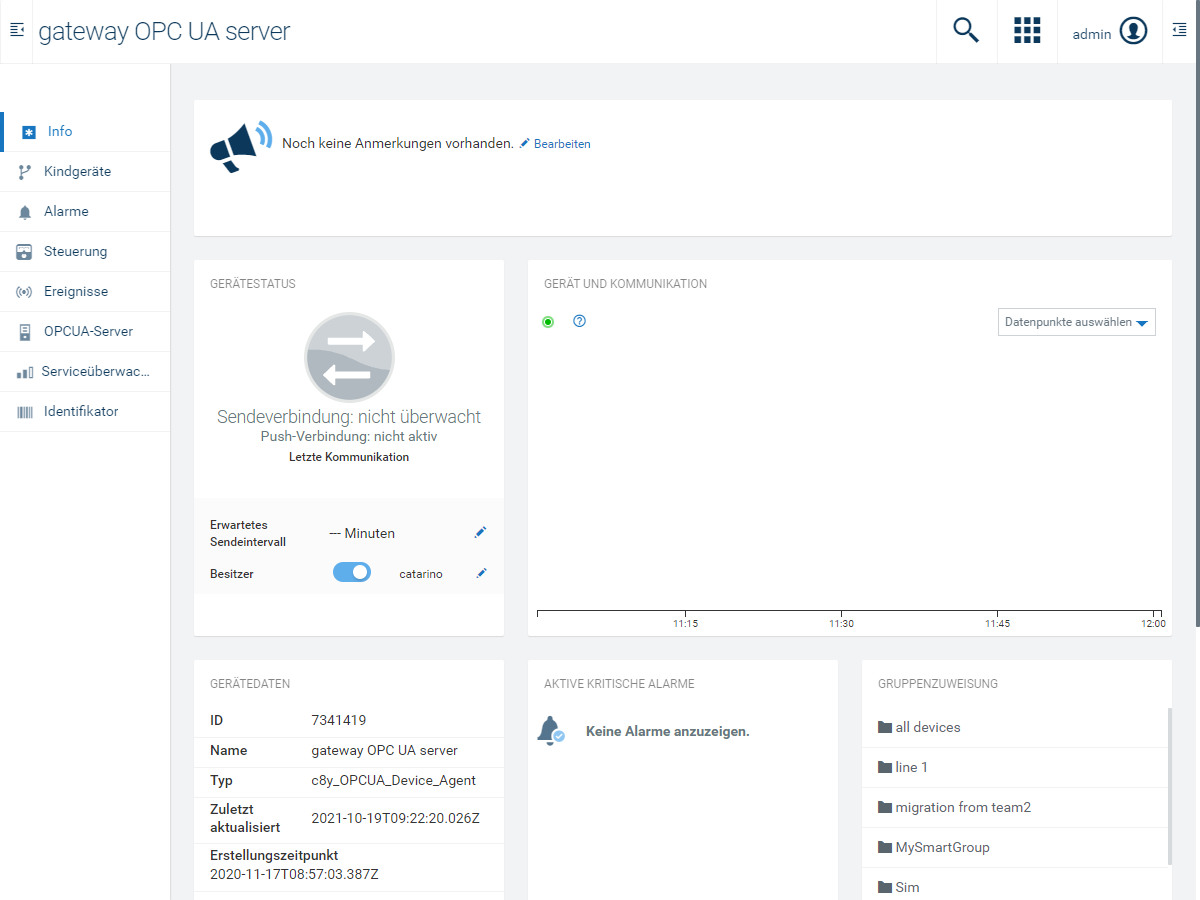 gateway OPC UA server
admin
Info
Kindgeräte
Alarme
Steuerung
Ereignisse
OPCUA-Server
Serviceüberwac...
Identifikator
Noch keine Anmerkungen vorhanden. Bearbeiten
GERÄTESTATUS
Sendeverbindung: nicht überwacht
Push-Verbindung: nicht aktiv
Letzte Kommunikation
Erwartetes
Sendeintervall
--- Minuten
Besitzer
catarino
GERÄT UND KOMMUNIKATION
Datenpunkte auswählen
11:15 11:30 11:45 12:00
GERÄTEDATEN
ID 7341419
Name gateway OPC UA server
Typ c8y_OPCUA_Device_Agent
Zuletzt
aktualisiert
2021-10-19T09:22:20.026Z
Erstellungszeitpunkt
2020-11-17T08:57:03.387Z
AKTIVE KRITISCHE ALARME
Keine Alarme anzuzeigen.
GRUPPENZUWEISUNG
all devices
line 1
migration from team2
MySmartGroup
Sim